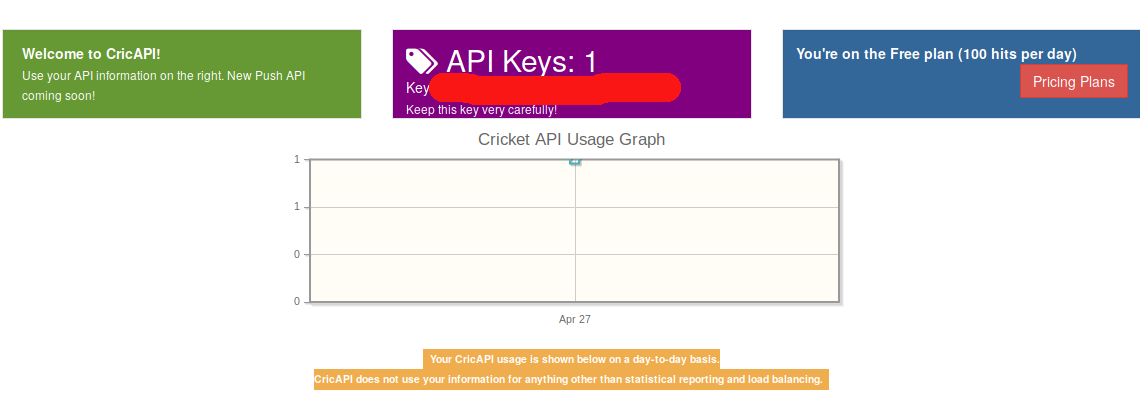 Welcome to CricAPI!
Use your API information on the right. New Push API
coming soon!
API Keys: 1
Key
Keep this key very carefully!
You're on the Free plan (100 hits per day)
Pricing Plans
Cricket API Usage Graph
1
1
0
0
Apr 27
Your CricAPI usage is shown below on a day-to-day basis.
CricAPI does not use your information for anything other than statistical reporting and load balancing.